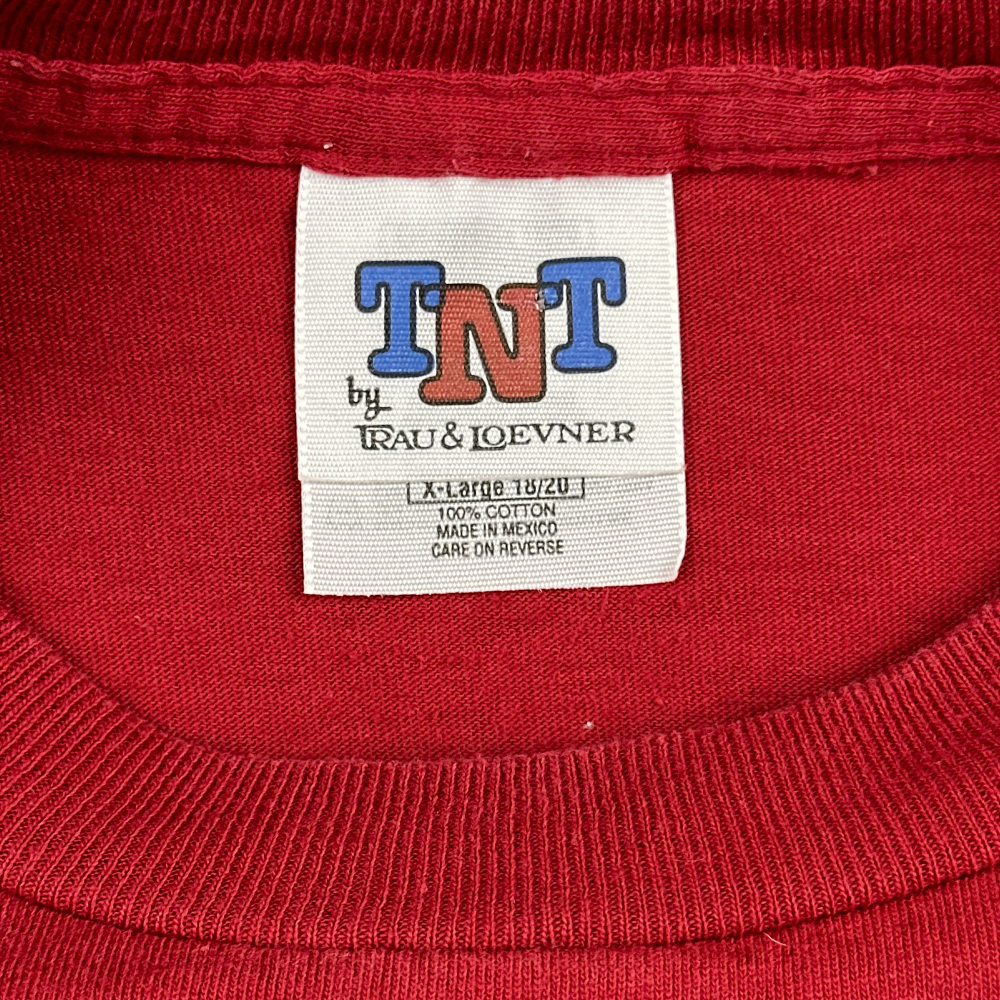 TNT
by
TRAU & LOEVNER
X-Large 18/20
100% COTTON
MADE IN MEXICO
CARE ON REVERSE